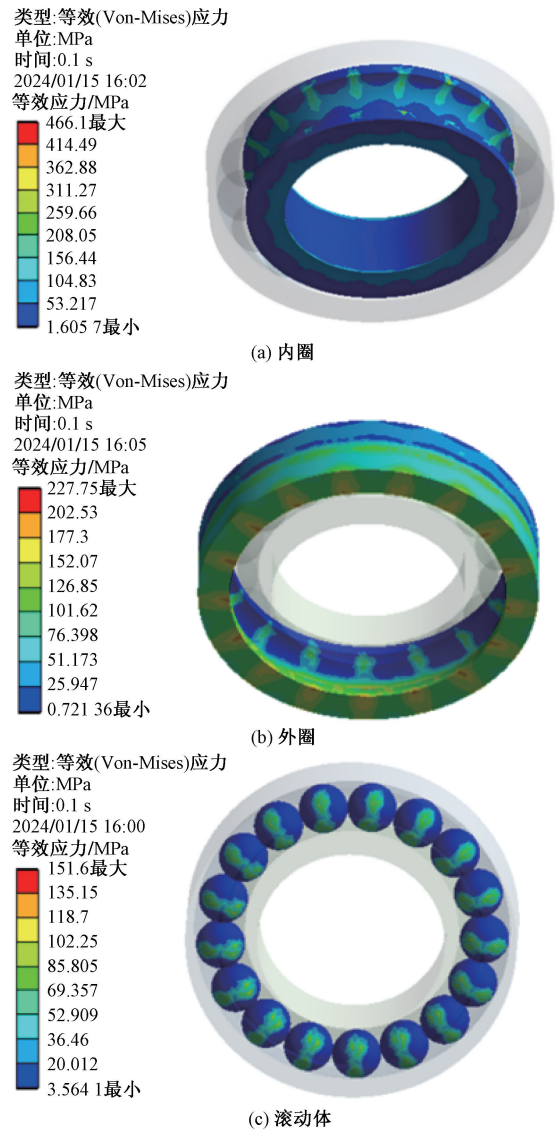 类型:等效(Von-Mises)应力
单位:MPa
时间:0.1 s
2024/01/15 16:02
等效应力/MPa
466.1最大
414.49
362.88
311.27
259.66
208.05
156.44
104.83
53.217
1.605 7最小
(a) 内圈
类型:等效(Von-Mises)应力
单位:MPa
时间:0.1 s
2024/01/15 16:05
等效应力/MPa
227.75最大
202.53
177.3
152.07
126.85
101.62
76.398
51.173
25.947
0.721 36最小
(b) 外圈
类型:等效(Von-Mises)应力
单位:MPa
时间:0.1 s
2024/01/15 16:00
等效应力/MPa
151.6最大
135.15
118.7
102.25
85.805
69.357
52.909
36.46
20.012
3.564 1最小
(c) 滚动体